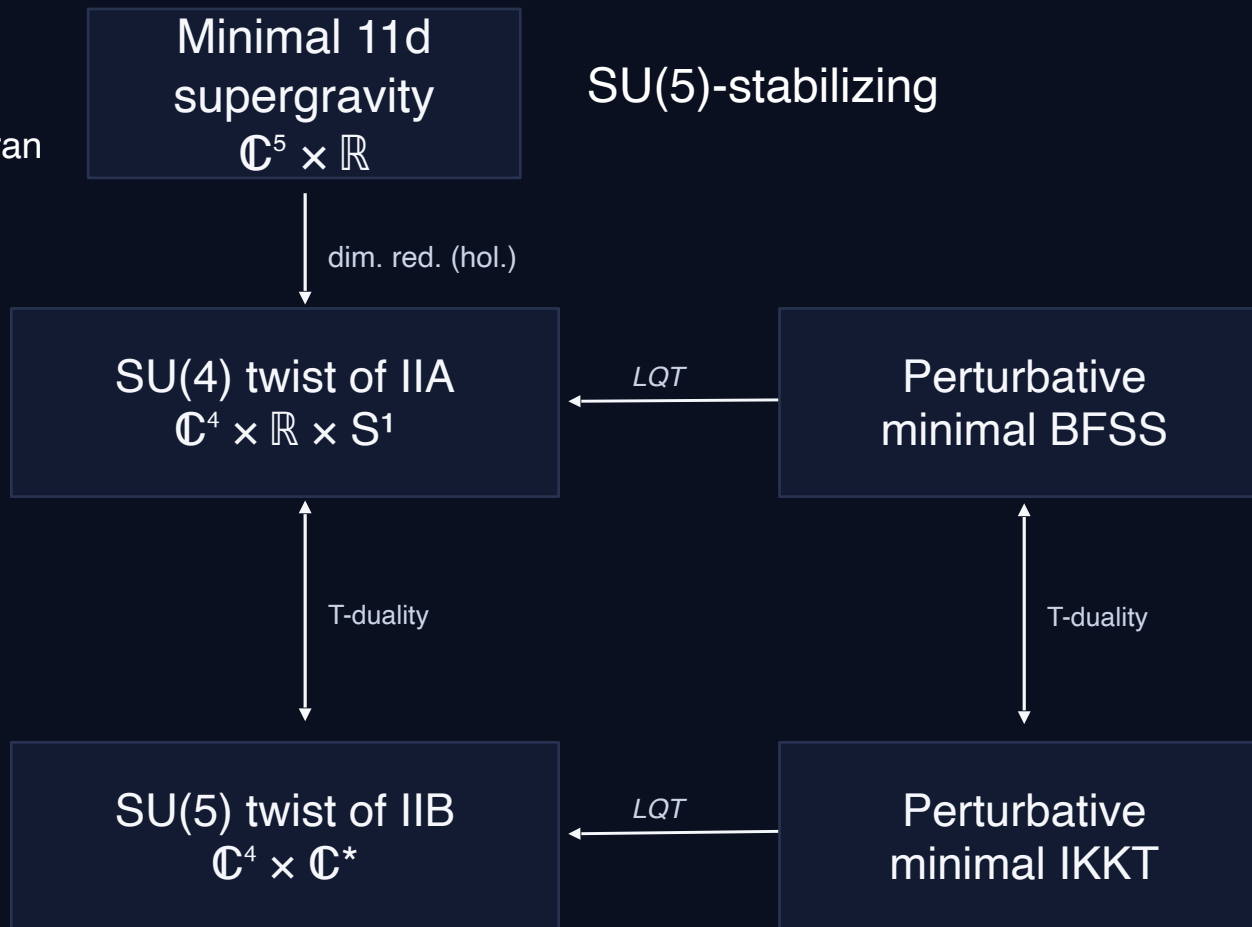 Minimal 11d
supergravity
ℂ⁵ × ℝ
SU(5)-stabilizing
dim. red. (hol.)
SU(4) twist of IIA
ℂ⁴ × ℝ × S¹
LQT
Perturbative
minimal BFSS
T-duality
T-duality
SU(5) twist of IIB
ℂ⁴ × ℂ*
LQT
Perturbative
minimal IKKT